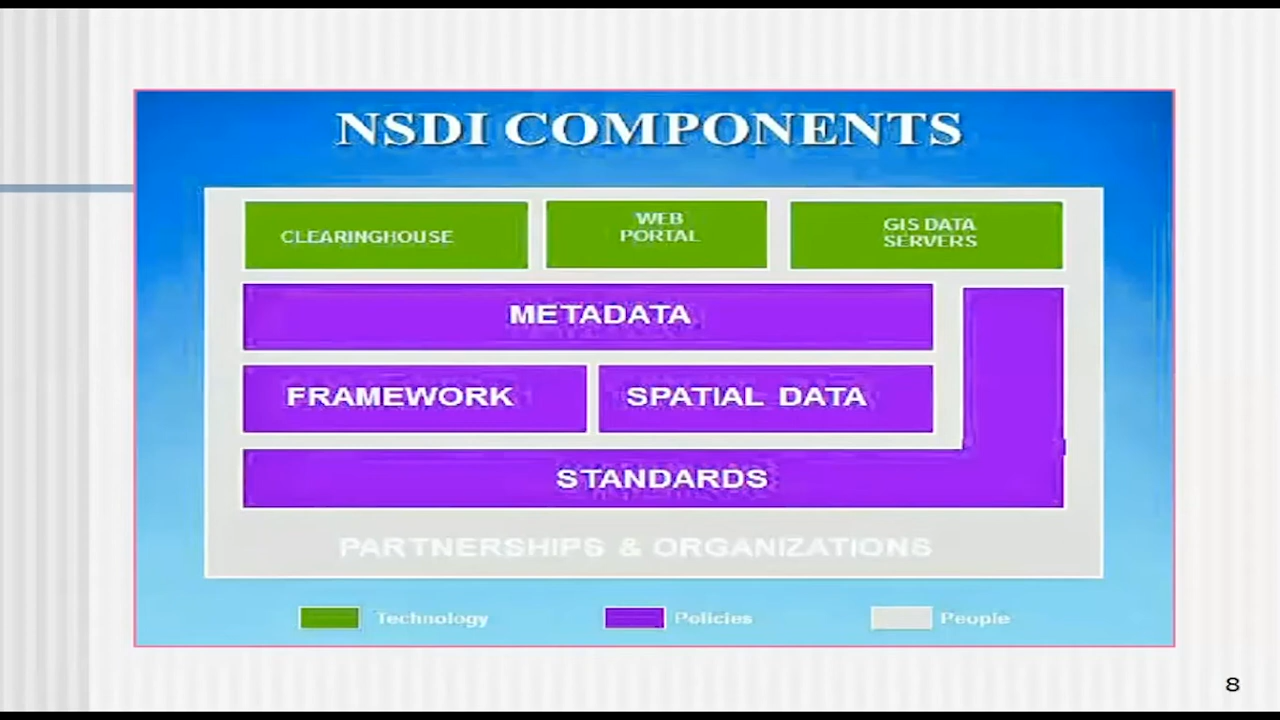 NSDI COMPONENTS
CLEARINGHOUSE
WEB
PORTAL
GIS DATA
SERVERS
METADATA
FRAMEWORK
SPATIAL DATA
STANDARDS
PARTNERSHIPS & ORGANIZATIONS
Technology
Policies
People
8